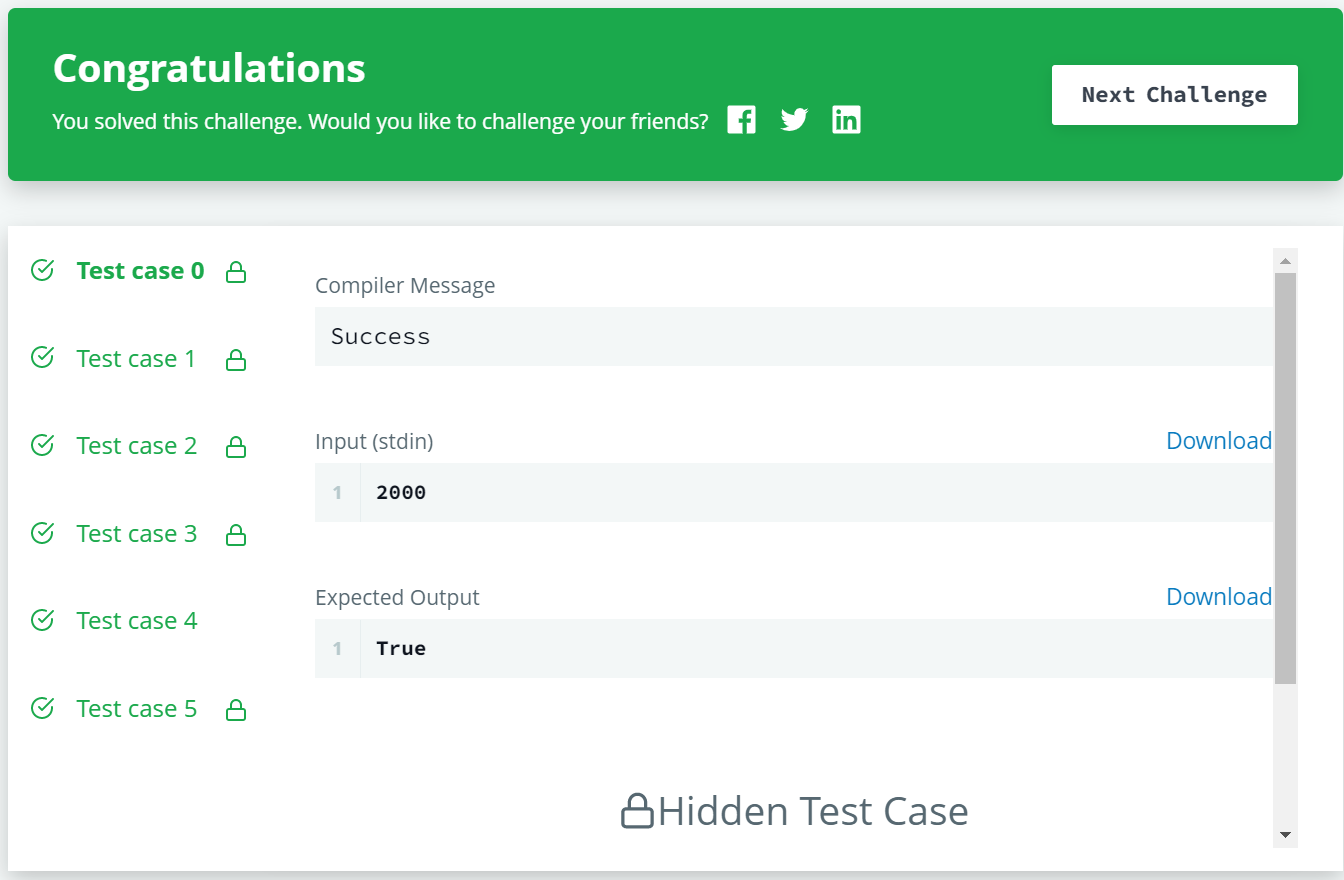 Congratulations
You solved this challenge. Would you like to challenge your friends?
Next Challenge
Test case 0
Test case 1
Test case 2
Test case 3
Test case 4
Test case 5
Compiler Message
Success
Input (stdin)
Download
1 2000
Expected Output
Download
1 True
Hidden Test Case